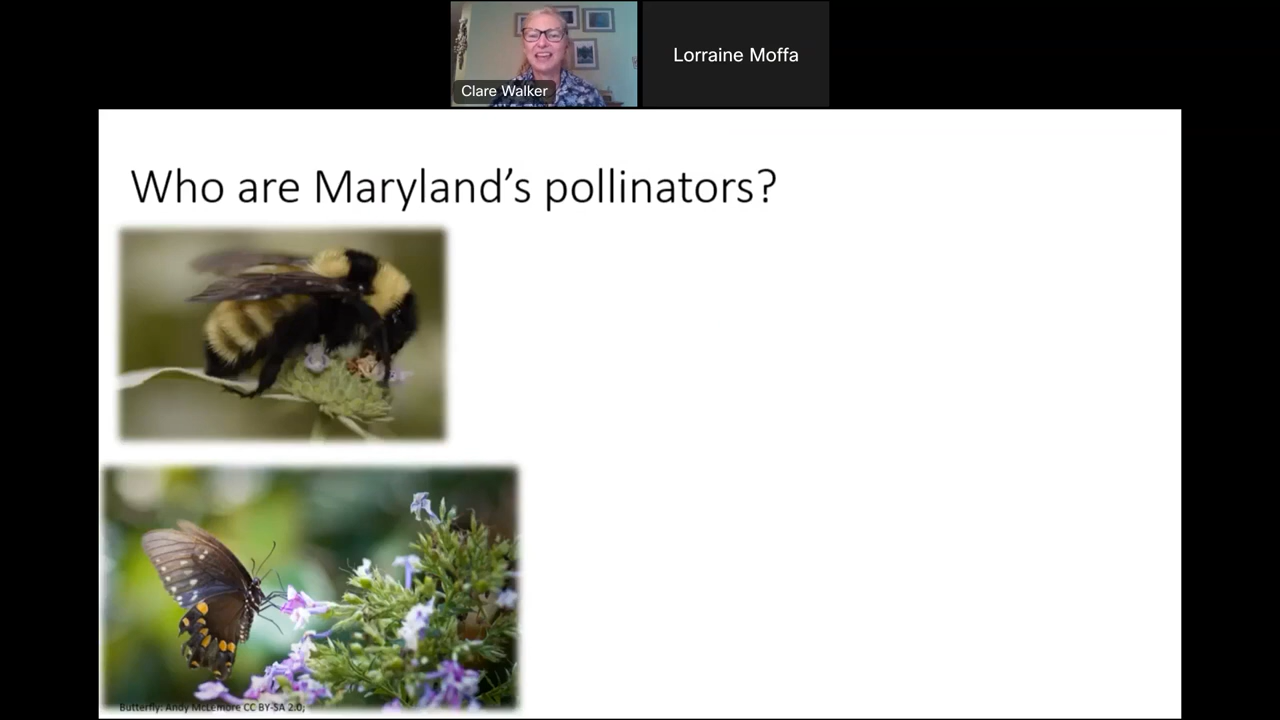 Clare Walker
Lorraine Moffa
Who are Maryland’s pollinators?
Butterfly: Andy McLemore CC BY-SA 2.0;